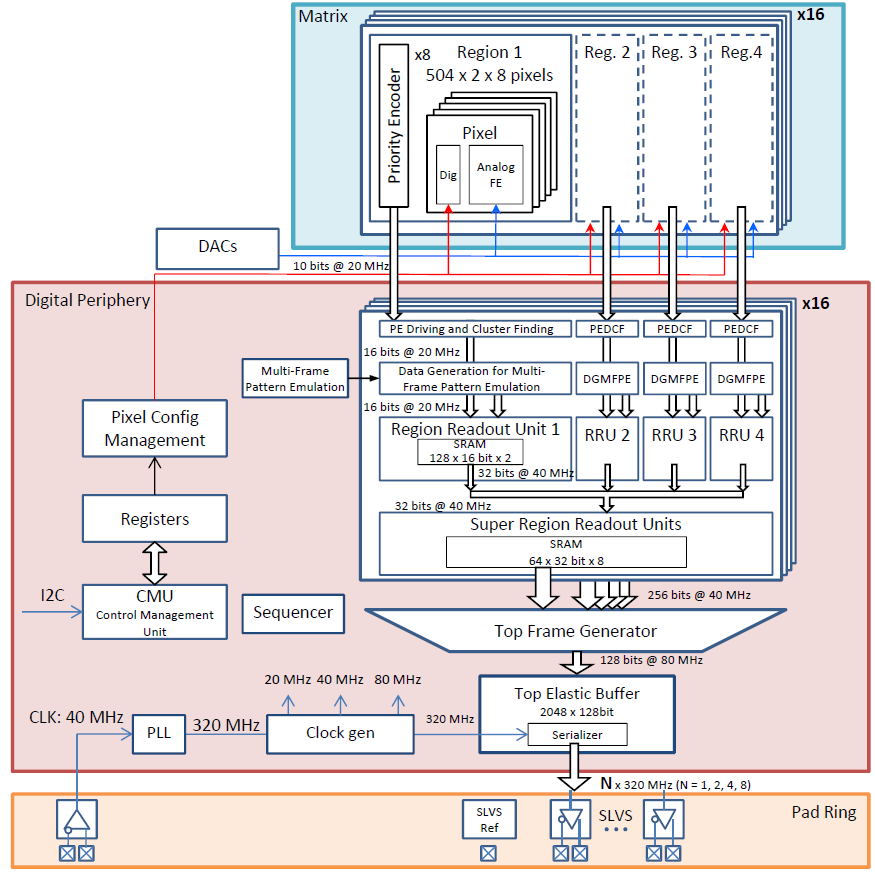 Matrix
x16
Priority Encoder
x8
Region 1
504 x 2 x 8 pixels
Reg. 2
Reg. 3
Reg.4
Pixel
Dig
Analog
FE
DACs
10 bits @ 20 MHz
Digital Periphery
x16
PE Driving and Cluster Finding
PEDCF
PEDCF
PEDCF
16 bits @ 20 MHz
Multi-Frame
Pattern Emulation
Data Generation for Multi-
Frame Pattern Emulation
DGMFPE
DGMFPE
DGMFPE
16 bits @ 20 MHz
Pixel Config
Management
Region Readout Unit 1
SRAM
128 x 16 bit x 2
RRU 2
RRU 3
RRU 4
32 bits @ 40 MHz
32 bits @ 40 MHz
Registers
Super Region Readout Units
SRAM
64 x 32 bit x 8
I2C
CMU
Control Management
Unit
Sequencer
256 bits @ 40 MHz
Top Frame Generator
128 bits @ 80 MHz
20 MHz
40 MHz
80 MHz
Top Elastic Buffer
2048 x 128bit
CLK: 40 MHz
PLL
320 MHz
Clock gen
320 MHz
Serializer
N x 320 MHz (N = 1, 2, 4, 8)
SLVS
Ref
SLVS
Pad Ring